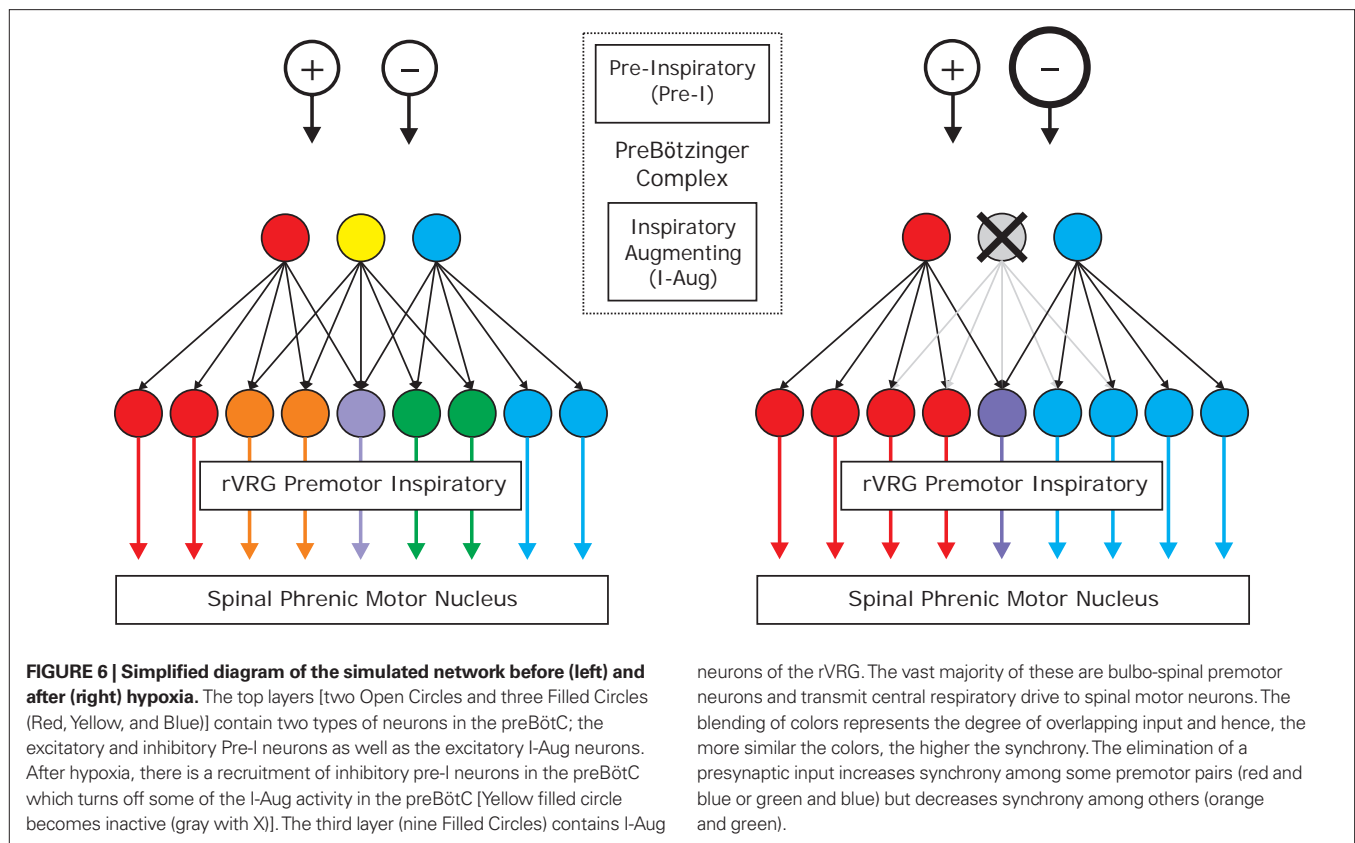 +
−
Pre-Inspiratory
(Pre-I)
PreBötzinger
Complex
Inspiratory
Augmenting
(I-Aug)
+
−
rVRG Premotor Inspiratory
Spinal Phrenic Motor Nucleus
rVRG Premotor Inspiratory
Spinal Phrenic Motor Nucleus
FIGURE 6 | Simplified diagram of the simulated network before (left) and
after (right) hypoxia. The top layers [two Open Circles and three Filled Circles
(Red, Yellow, and Blue)] contain two types of neurons in the preBötC; the
excitatory and inhibitory Pre-I neurons as well as the excitatory I-Aug neurons.
After hypoxia, there is a recruitment of inhibitory pre-I neurons in the preBötC
which turns off some of the I-Aug activity in the preBötC [Yellow filled circle
becomes inactive (gray with X)]. The third layer (nine Filled Circles) contains I-Aug
neurons of the rVRG. The vast majority of these are bulbo-spinal premotor
neurons and transmit central respiratory drive to spinal motor neurons. The
blending of colors represents the degree of overlapping input and hence, the
more similar the colors, the higher the synchrony. The elimination of a
presynaptic input increases synchrony among some premotor pairs (red and
blue or green and blue) but decreases synchrony among others (orange
and green).